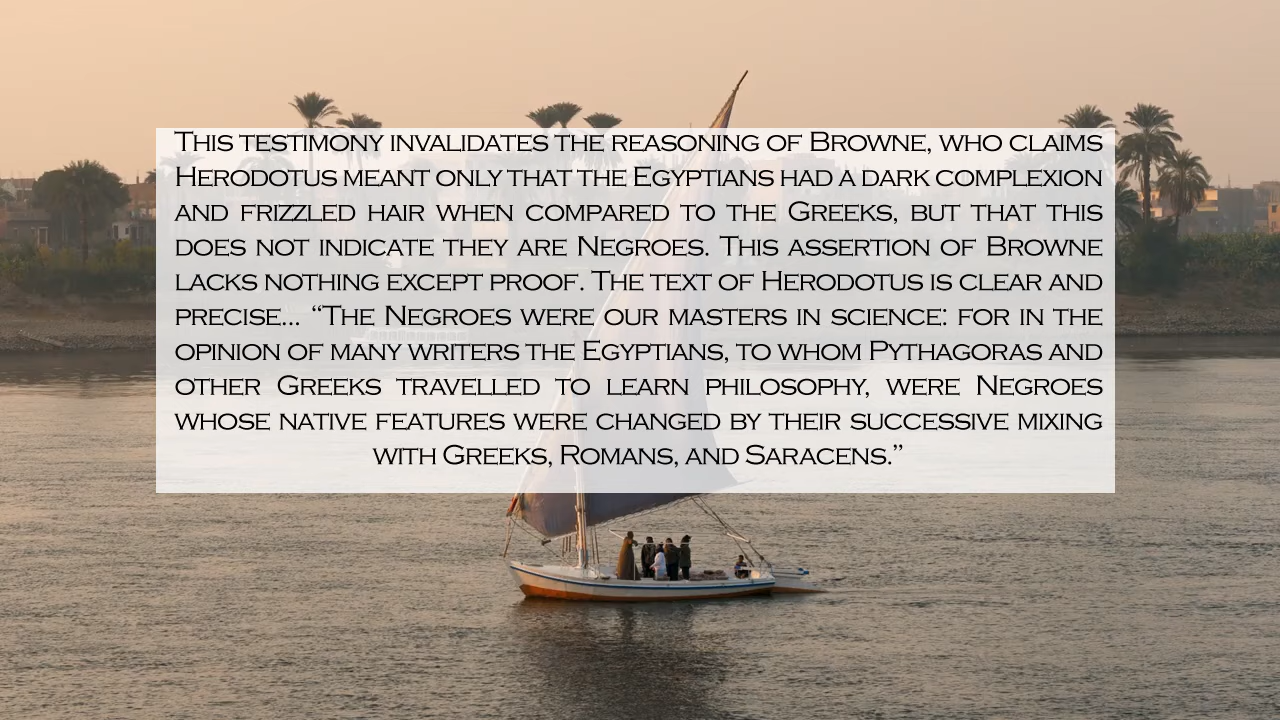 This testimony invalidates the reasoning of Browne, who claims
Herodotus meant only that the Egyptians had a dark complexion
and frizzled hair when compared to the Greeks, but that this
does not indicate they are Negroes. This assertion of Browne
lacks nothing except proof. The text of Herodotus is clear and
precise... “The Negroes were our masters in science: for in the
opinion of many writers the Egyptians, to whom Pythagoras and
other Greeks travelled to learn philosophy, were Negroes
whose native features were changed by their successive mixing
with Greeks, Romans, and Saracens.”